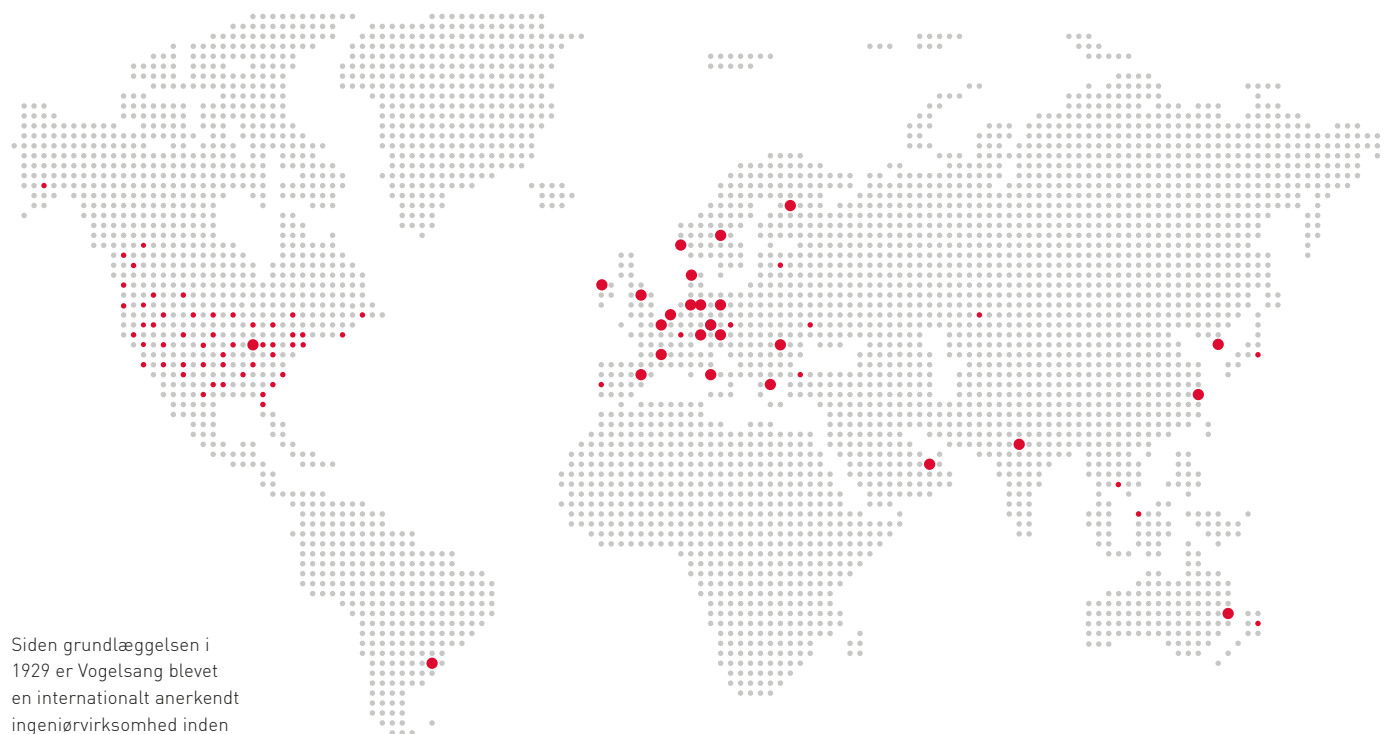 Siden grundlæggelsen i
1929 er Vogelsang blevet
en internationalt anerkendt
ingeniørvirksomhed inden